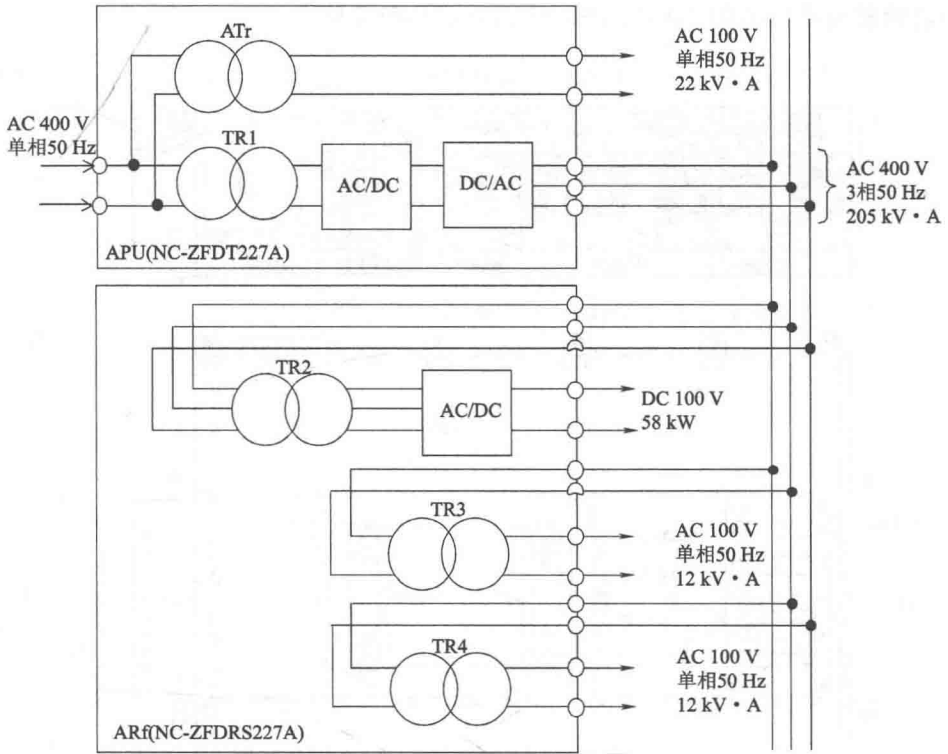 ATr
AC 100 V
单相50 Hz
22 kV·A
AC 400 V
单相50 Hz
TR1
AC/DC
DC/AC
AC 400 V
3相50 Hz
205 kV·A
APU(NC-ZFDT227A)
TR2
AC/DC
DC 100 V
58 kW
TR3
AC 100 V
单相50 Hz
12 kV·A
TR4
AC 100 V
单相50 Hz
12 kV·A
ARf(NC-ZFDRS227A)